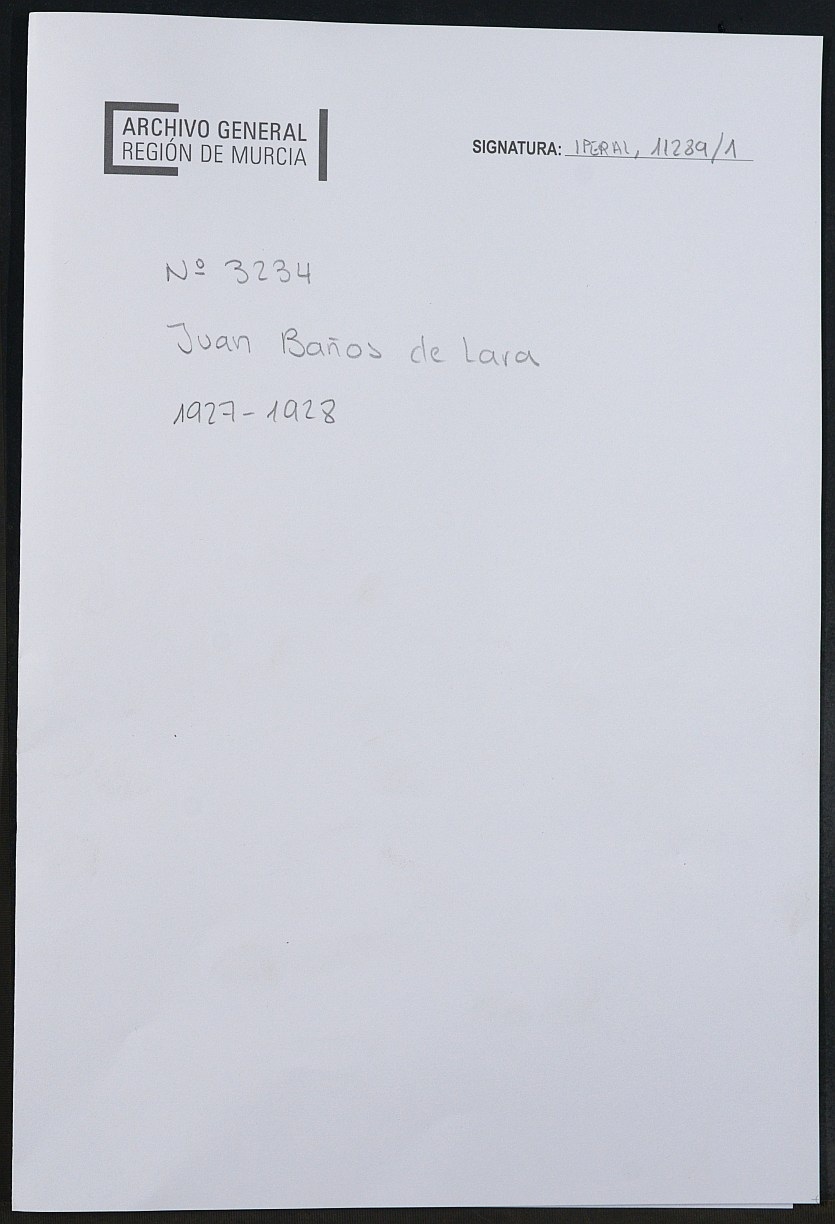 ARCHIVO GENERAL
REGIÓN DE MURCIA
SIGNATURA: IPERAL, 11289/1
Nº 3234
Juan Baños de Lara
1927-1928